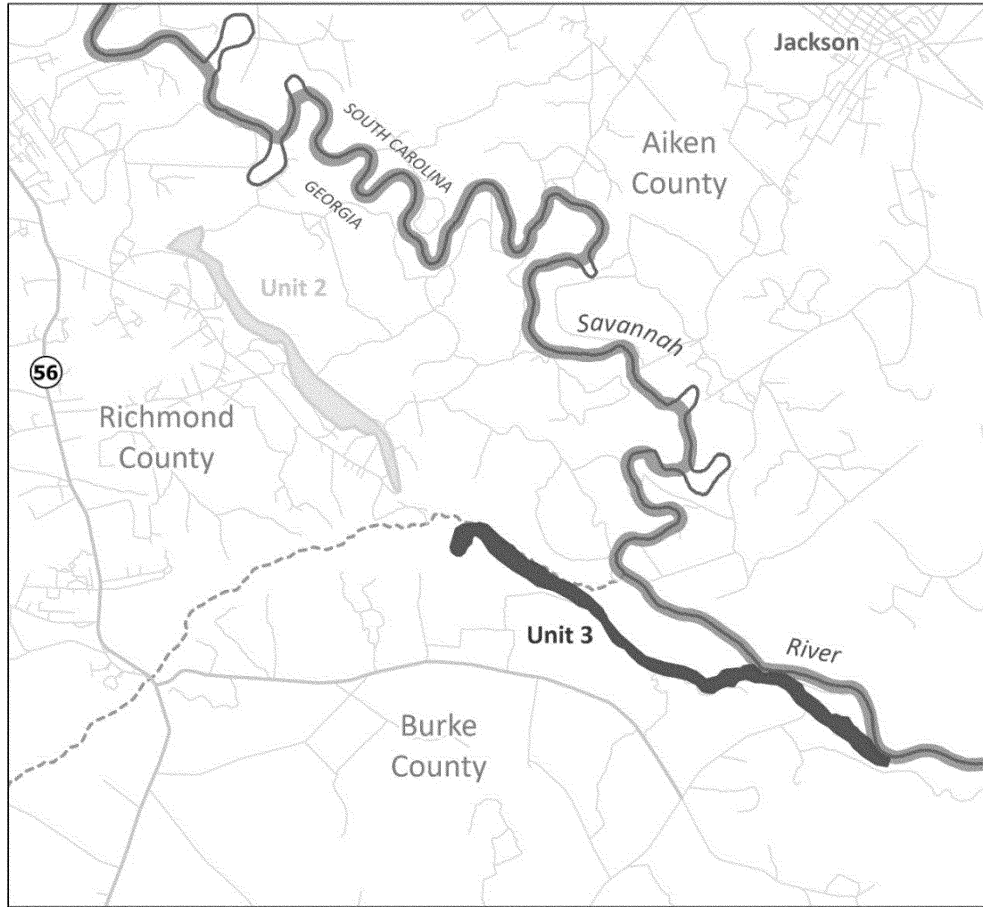 Jackson
SOUTH CAROLINA
GEORGIA
Aiken
County
Unit 2
Savannah
56
Richmond
County
Unit 3
River
Burke
County